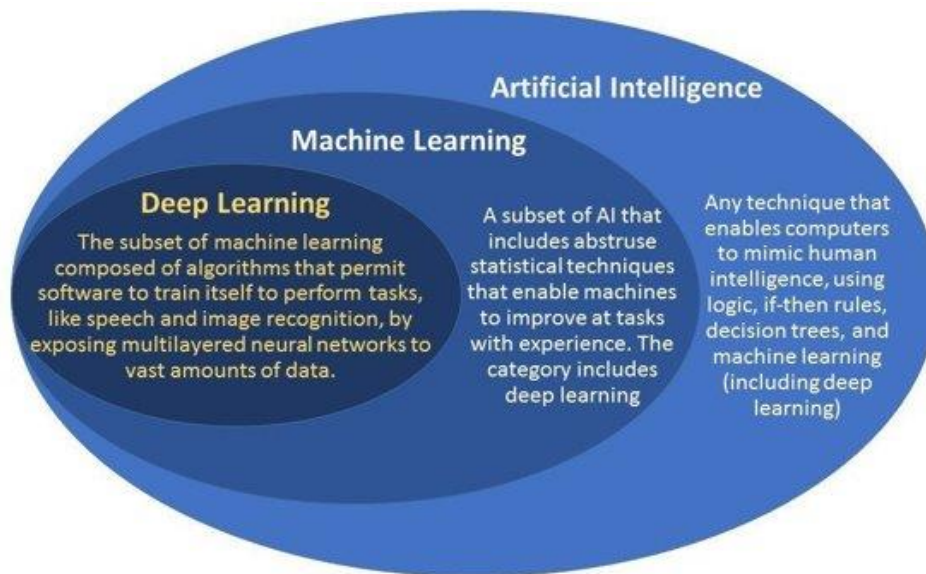 Artificial Intelligence
Machine Learning
Deep Learning
The subset of machine learning
composed of algorithms that permit
software to train itself to perform tasks,
like speech and image recognition, by
exposing multilayered neural networks to
vast amounts of data.
A subset of AI that
includes abstruse
statistical techniques
that enable machines
to improve at tasks
with experience. The
category includes
deep learning
Any technique that
enables computers
to mimic human
intelligence, using
logic, if-then rules,
decision trees, and
machine learning
(including deep
learning)